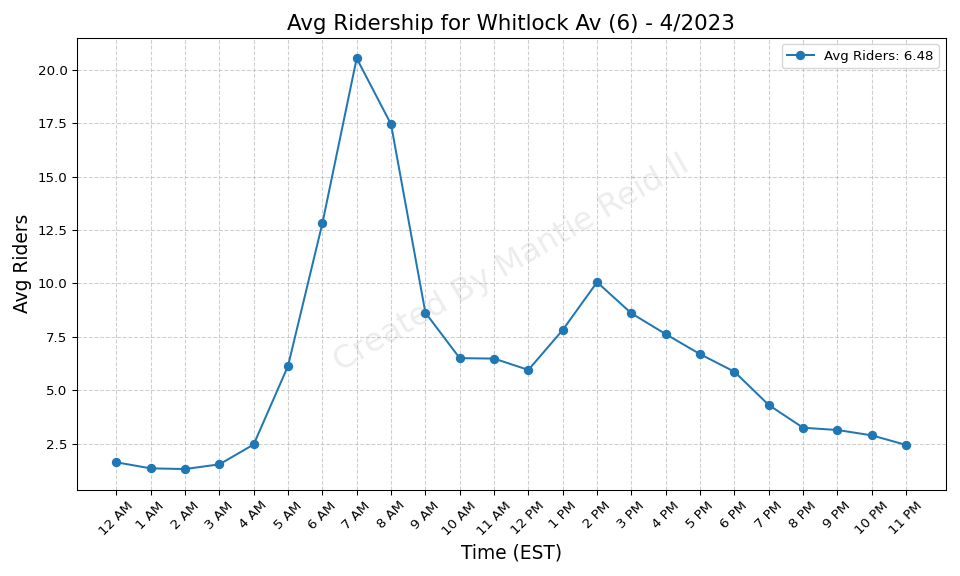 Avg Ridership for Whitlock Av (6) - 4/2023
Avg Riders: 6.48
20.0
17.5
15.0
12.5
10.0
7.5
5.0
2.5
Avg Riders
Created By Mantie Reid II
12 AM
1 AM
2 AM
3 AM
4 AM
5 AM
6 AM
7 AM
8 AM
9 AM
10 AM
11 AM
12 PM
1 PM
2 PM
3 PM
4 PM
5 PM
6 PM
7 PM
8 PM
9 PM
10 PM
11 PM
Time (EST)